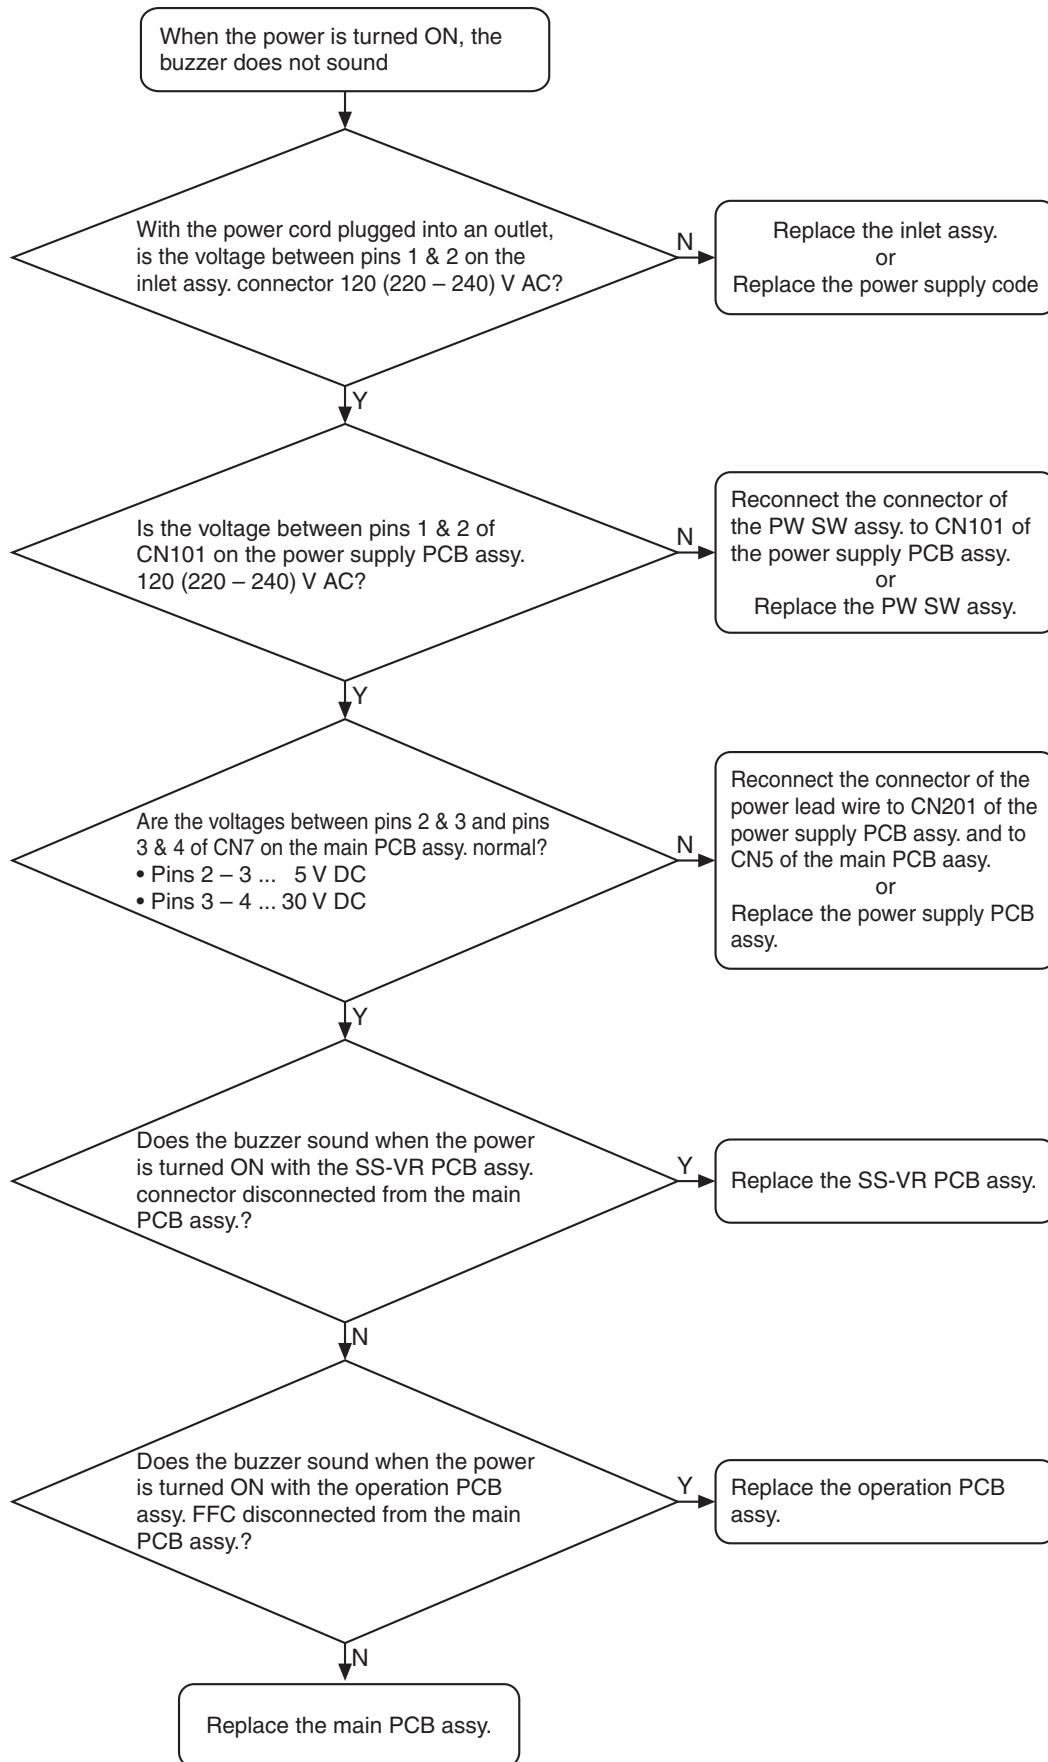 When the power is turned ON, the
buzzer does not sound
With the power cord plugged into an outlet,
is the voltage between pins 1 & 2 on the
inlet assy. connector 120 (220 – 240) V AC?
N
Replace the inlet assy.
or
Replace the power supply code
Y
Is the voltage between pins 1 & 2 of
CN101 on the power supply PCB assy.
120 (220 – 240) V AC?
N
Reconnect the connector of
the PW SW assy. to CN101 of
the power supply PCB assy.
or
Replace the PW SW assy.
Y
Are the voltages between pins 2 & 3 and pins
3 & 4 of CN7 on the main PCB assy. normal?
• Pins 2 – 3 ... 5 V DC
• Pins 3 – 4 ... 30 V DC
N
Reconnect the connector of the
power lead wire to CN201 of the
power supply PCB assy. and to
CN5 of the main PCB aasy.
or
Replace the power supply PCB
assy.
Y
Does the buzzer sound when the power
is turned ON with the SS-VR PCB assy.
connector disconnected from the main
PCB assy.?
Y
Replace the SS-VR PCB assy.
N
Does the buzzer sound when the power
is turned ON with the operation PCB
assy. FFC disconnected from the main
PCB assy.?
Y
Replace the operation PCB
assy.
N
Replace the main PCB assy.